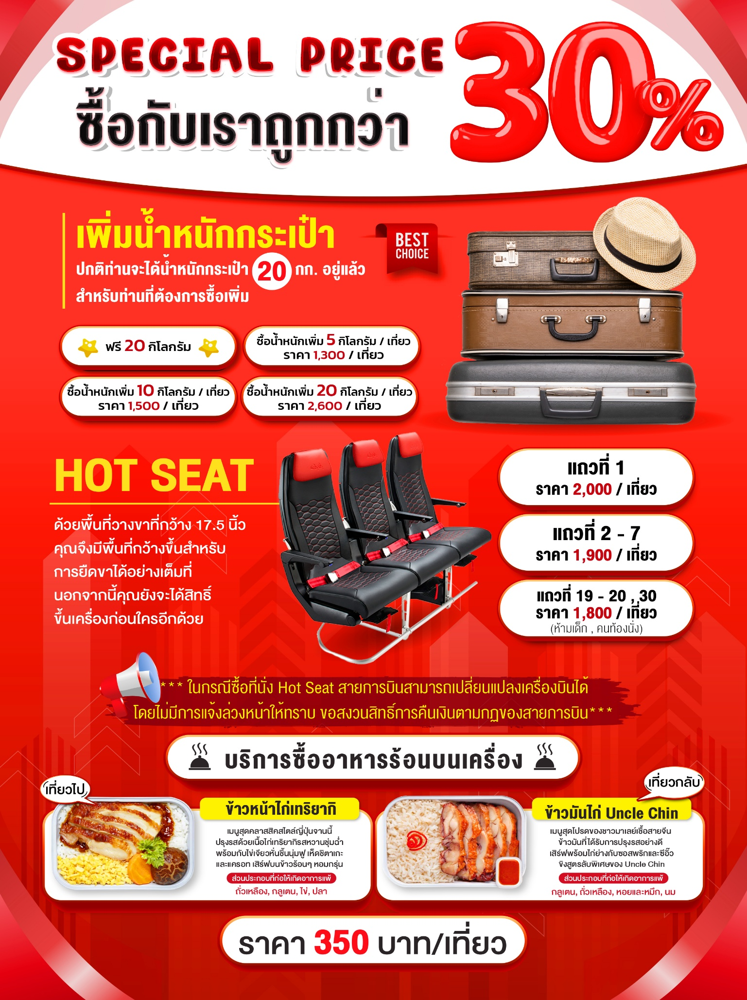 SPECIAL PRICE 30%
ซื้อกับเราถูกกว่า
เพิ่มน้ำหนักกระเป๋า
ปกติท่านจะได้น้ำหนักกระเป๋า 20 กก. อยู่แล้ว
สำหรับท่านที่ต้องการซื้อเพิ่ม
BEST
CHOICE
ฟรี 20 กิโลกรัม
ซื้อน้ำหนักเพิ่ม 5 กิโลกรัม / เที่ยว
ราคา 1,300 / เที่ยว
ซื้อน้ำหนักเพิ่ม 10 กิโลกรัม / เที่ยว
ราคา 1,500 / เที่ยว
ซื้อน้ำหนักเพิ่ม 20 กิโลกรัม / เที่ยว
ราคา 2,600 / เที่ยว
HOT SEAT
ด้วยพื้นที่วางขาที่กว้าง 17.5 นิ้ว
คุณจึงมีพื้นที่กว้างขึ้นสำหรับ
การยืดขาได้อย่างเต็มที่
นอกจากนี้คุณยังจะได้สิทธิ์
ขึ้นเครื่องก่อนใครอีกด้วย
แถวที่ 1
ราคา 2,000 / เที่ยว
แถวที่ 2 - 7
ราคา 1,900 / เที่ยว
แถวที่ 19 - 20 , 30
ราคา 1,800 / เที่ยว
(ห้ามเด็ก , คนท้องนั่ง)
*** ในกรณีซื้อที่นั่ง Hot Seat สายการบินสามารถเปลี่ยนแปลงเครื่องบินได้
โดยไม่มีการแจ้งล่วงหน้าให้ทราบ ขอสงวนสิทธิ์การคืนเงินตามกฎของสายการบิน***
บริการซื้ออาหารร้อนบนเครื่อง
เที่ยวไป
ข้าวหน้าไก่เทริยากิ
เมนูสุดคลาสสิคสไตล์ญี่ปุ่นจานนี้
ปรุงรสด้วยเนื้อไก่เทริยากิรสหวานชุ่มฉ่ำ
พร้อมกับไข่เจียวหั่นชิ้นนุ่มฟู เห็ดชิตาเกะ
และแครอท เสิร์ฟบนข้าวร้อนๆ หอมกรุ่น
ส่วนประกอบที่ก่อให้เกิดอาการแพ้
ถั่วเหลือง, กลูเตน, ไข่, ปลา
เที่ยวกลับ
ข้าวมันไก่ Uncle Chin
เมนูสุดโปรดของชาวมาเลย์เชื้อสายจีน
ข้าวมันที่ได้รับการปรุงรสอย่างดี
เสิร์ฟพร้อมไก่ย่างกับซอสพริกและซีอิ๊ว
ขิงสูตรลับพิเศษของ Uncle Chin
ส่วนประกอบที่ก่อให้เกิดอาการแพ้
กลูเตน, ถั่วเหลือง, หอยและหมึก, นม
ราคา 350 บาท/เที่ยว